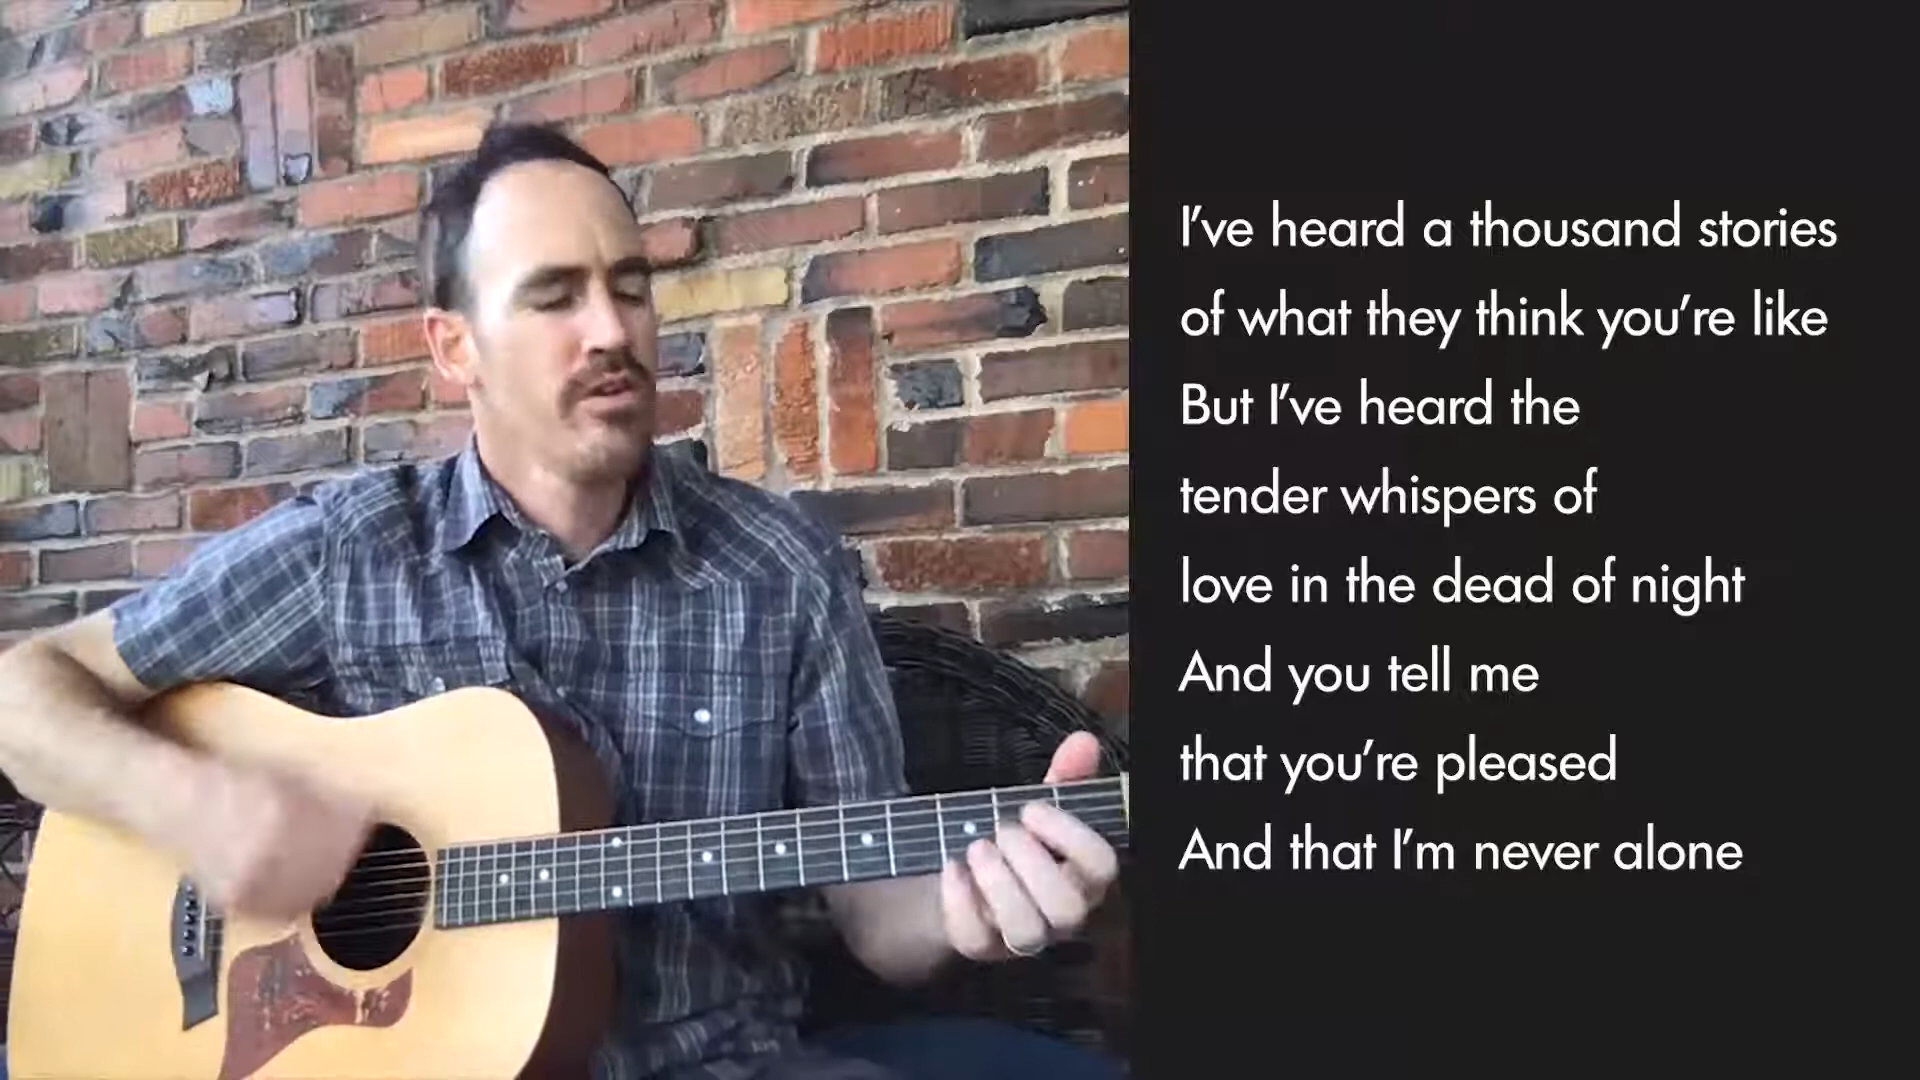 I've heard a thousand stories
of what they think you're like
But I've heard the
tender whispers of
love in the dead of night
And you tell me
that you're pleased
And that I'm never alone